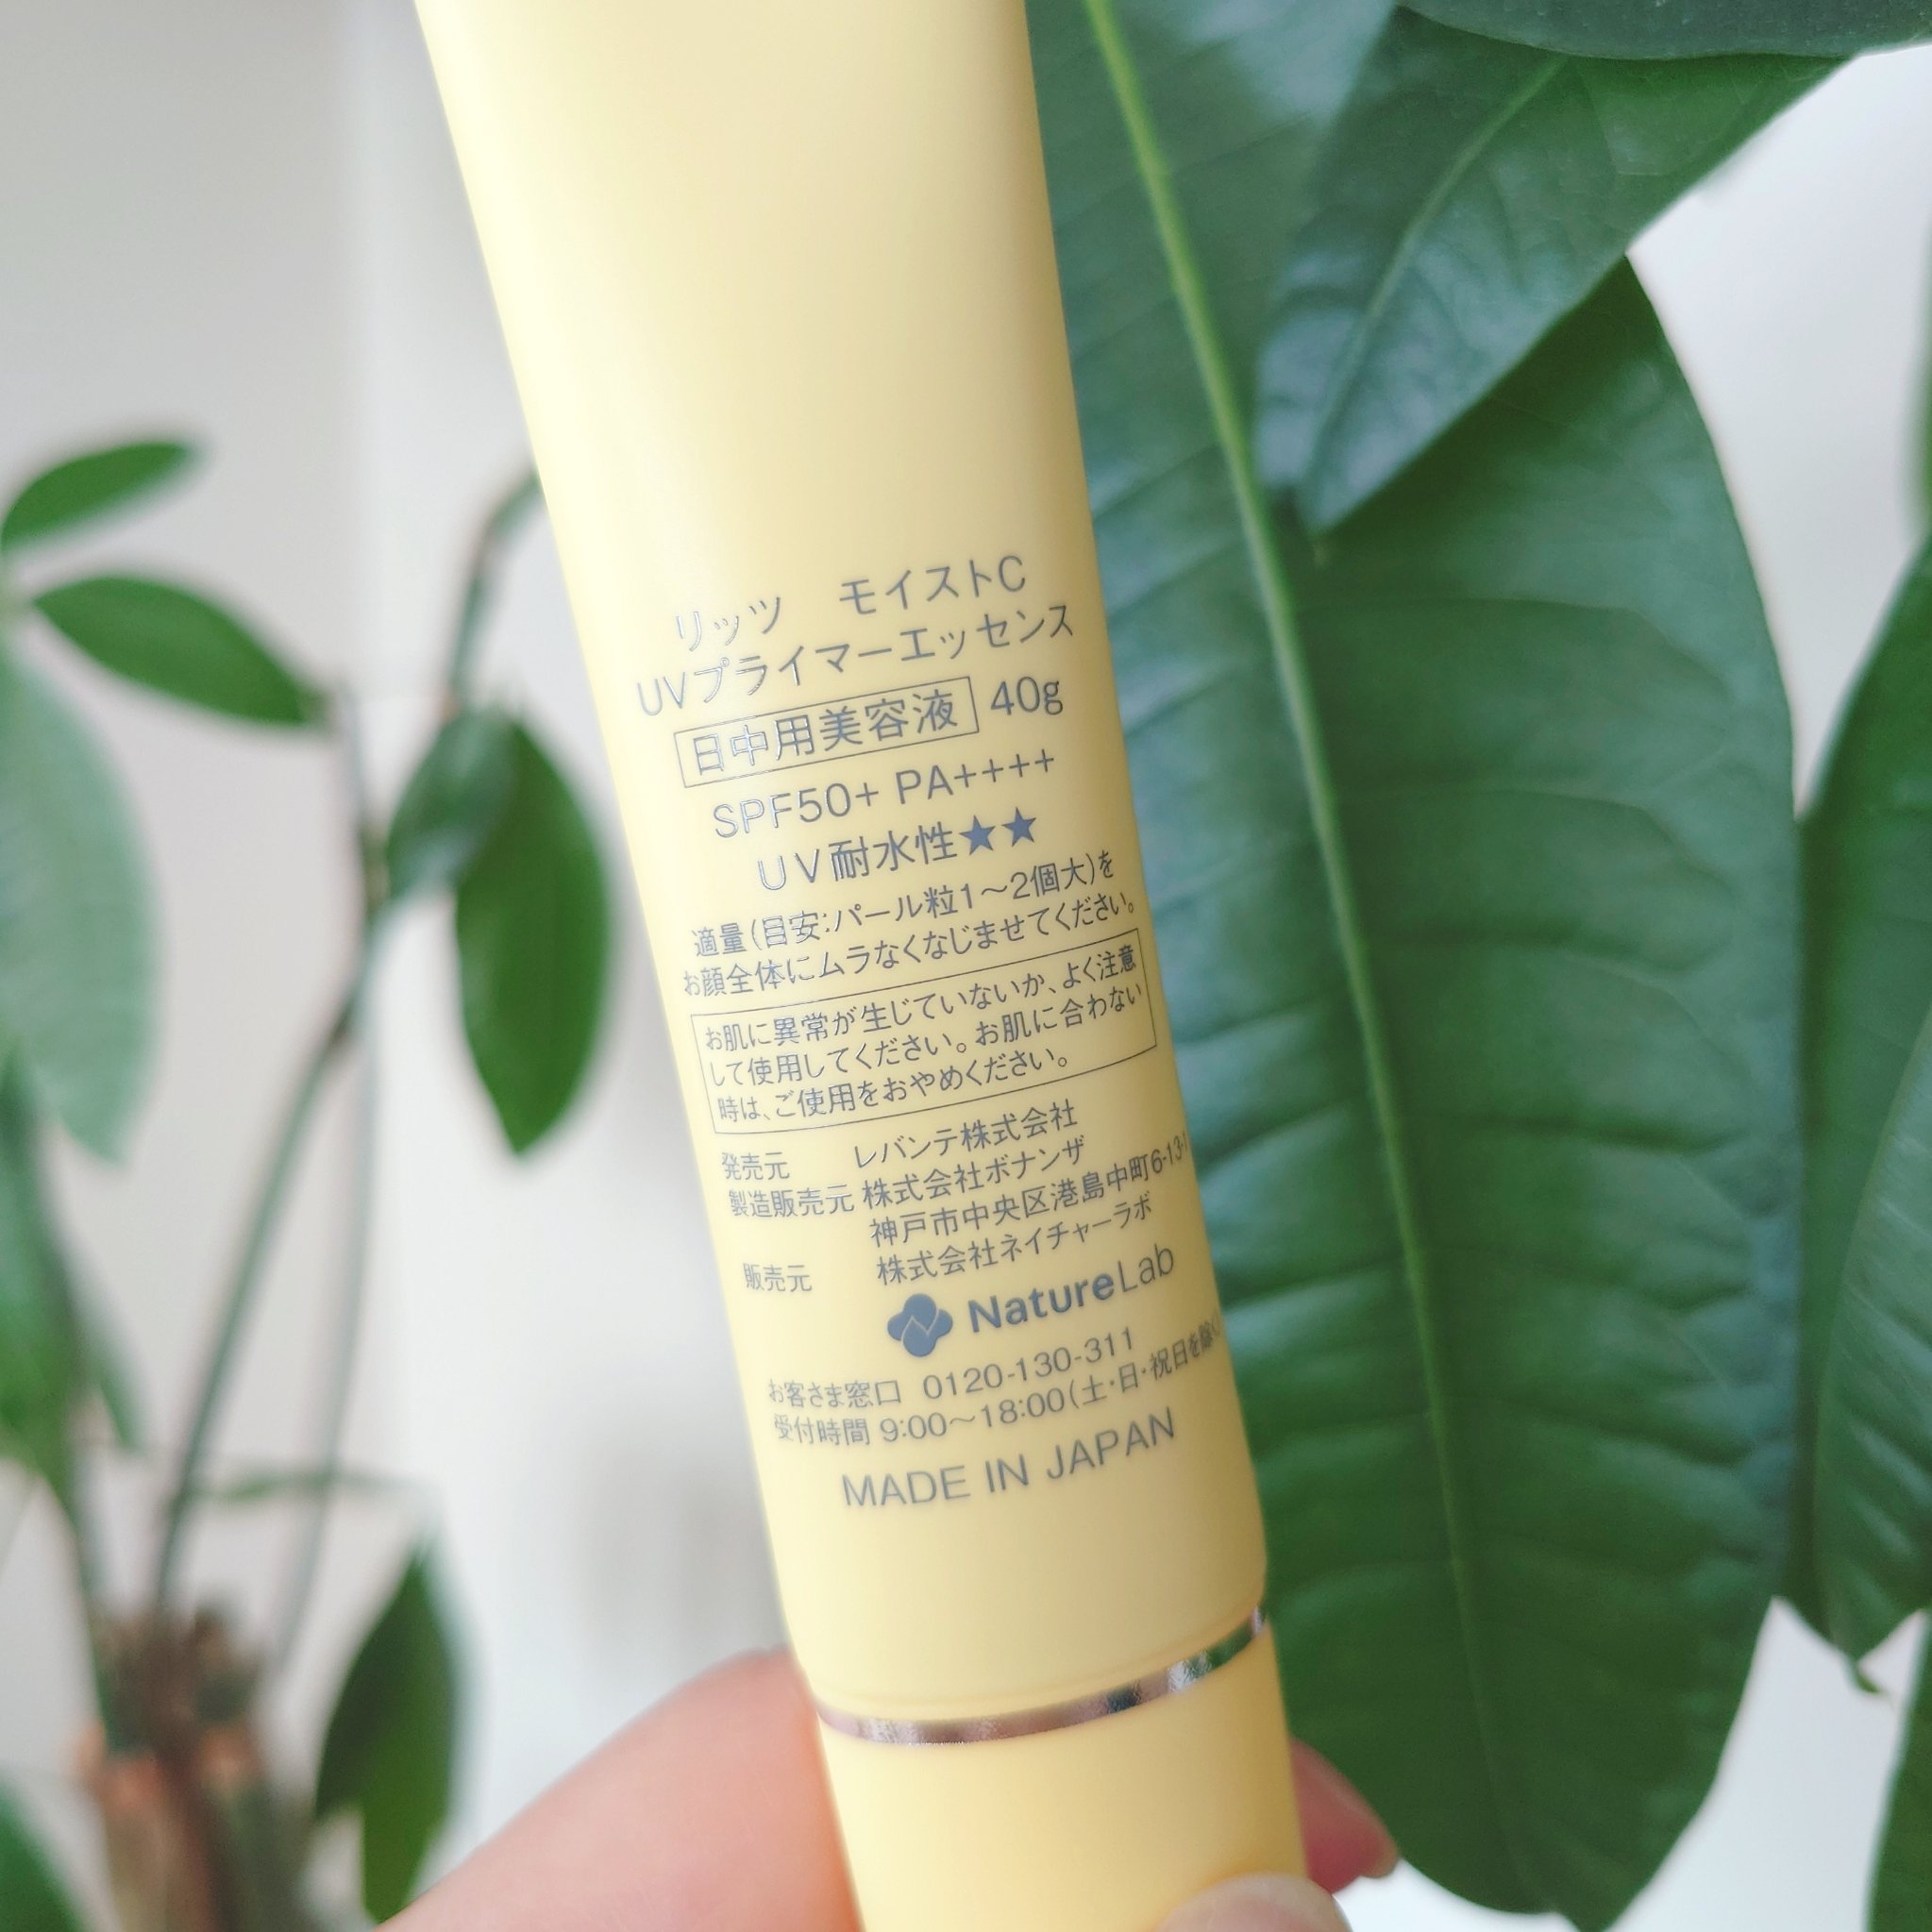 リッツ モイストC
UVプライマーエッセンス
日中用美容液 40g
SPF50+ PA++++
UV耐水性★★
適量(目安:パール粒1〜2個大)を
お顔全体にムラなくなじませてください。
お肌に異常が生じていないか、よく注意
して使用してください。お肌に合わない
時は、ご使用をおやめください。
発売元 レバンテ株式会社
製造販売元 株式会社ボナンザ
神戸市中央区港島中町6-13-1
販売元 株式会社ネイチャーラボ
NatureLab
お客さま窓口 0120-130-311
受付時間 9:00〜18:00(土・日・祝日を除く)
MADE IN JAPAN